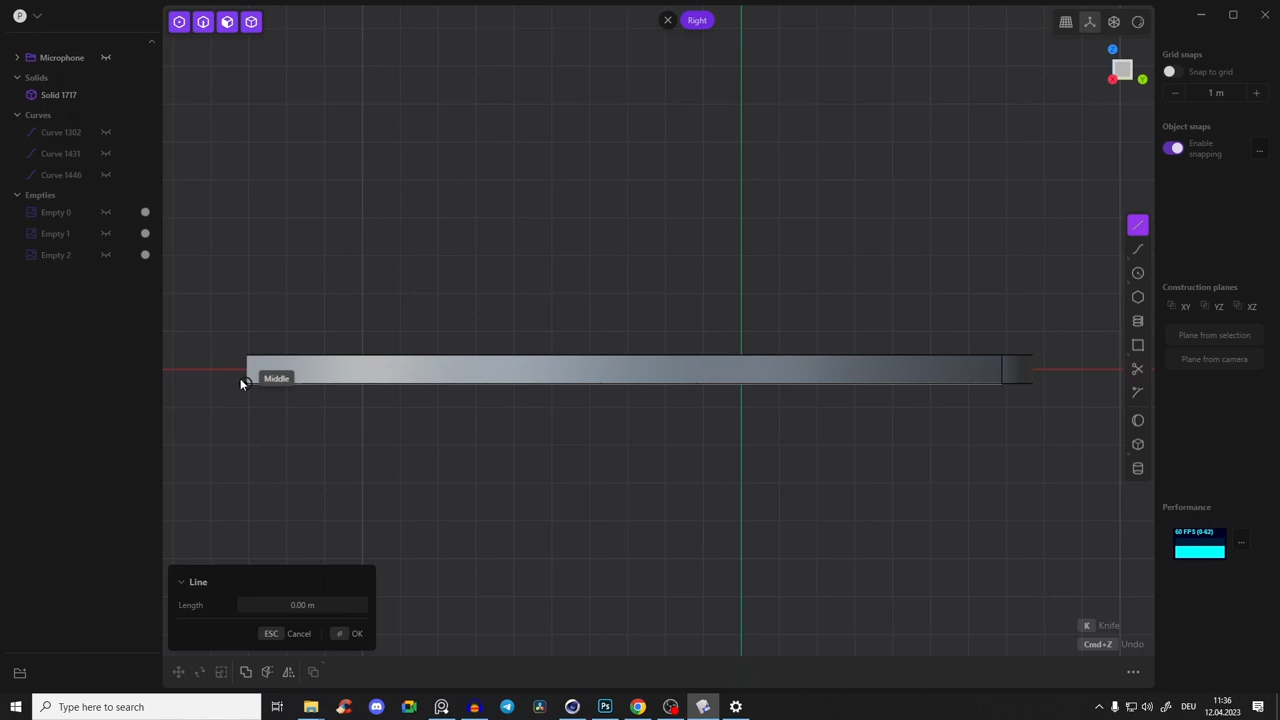 P
Right
Microphone
Solids
Solid 1717
Curves
Curve 1302
Curve 1431
Curve 1446
Empties
Empty 0
Empty 1
Empty 2
Middle
Line
Length
0.00 m
ESC
Cancel
OK
Z
X
Y
K
Knife
Cmd+Z
Undo
Grid snaps
Snap to grid
1 m
Object snaps
Enable
snapping
...
Construction planes
XY
YZ
XZ
Plane from selection
Plane from camera
Performance
60 FPS (0-62)
...
Type here to search
Ps
DEU
11:36
12.04.2023